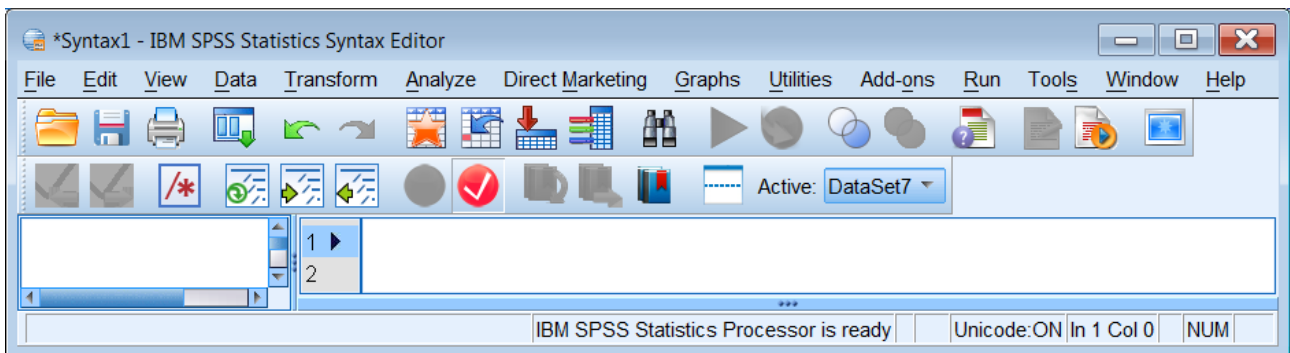 *Syntax1 - IBM SPSS Statistics Syntax Editor
File Edit View Data Transform Analyze Direct Marketing Graphs Utilities Add-ons Run Tools Window Help
/*
Active: DataSet7
1
2
IBM SPSS Statistics Processor is ready Unicode:ON In 1 Col 0 NUM